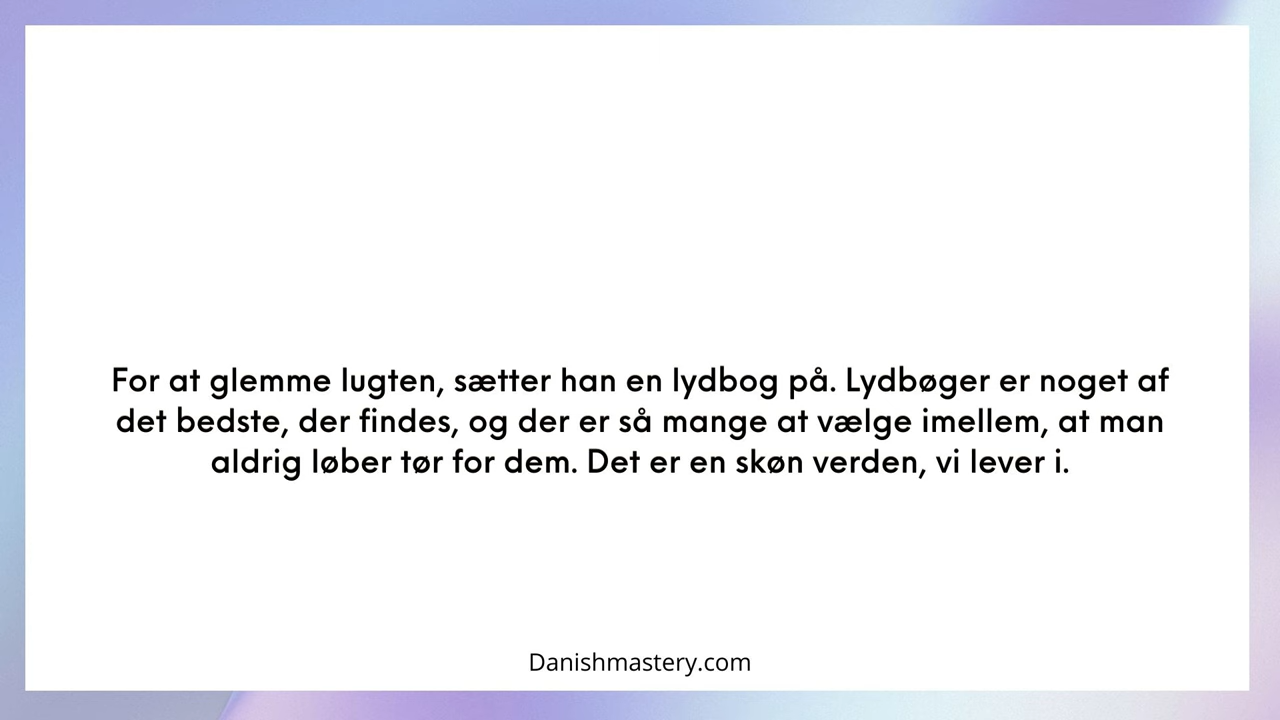 For at glemme lugten, sætter han en lydbog på. Lydbøger er noget af
det bedste, der findes, og der er så mange at vælge imellem, at man
aldrig løber tør for dem. Det er en skøn verden, vi lever i.
Danishmastery.com